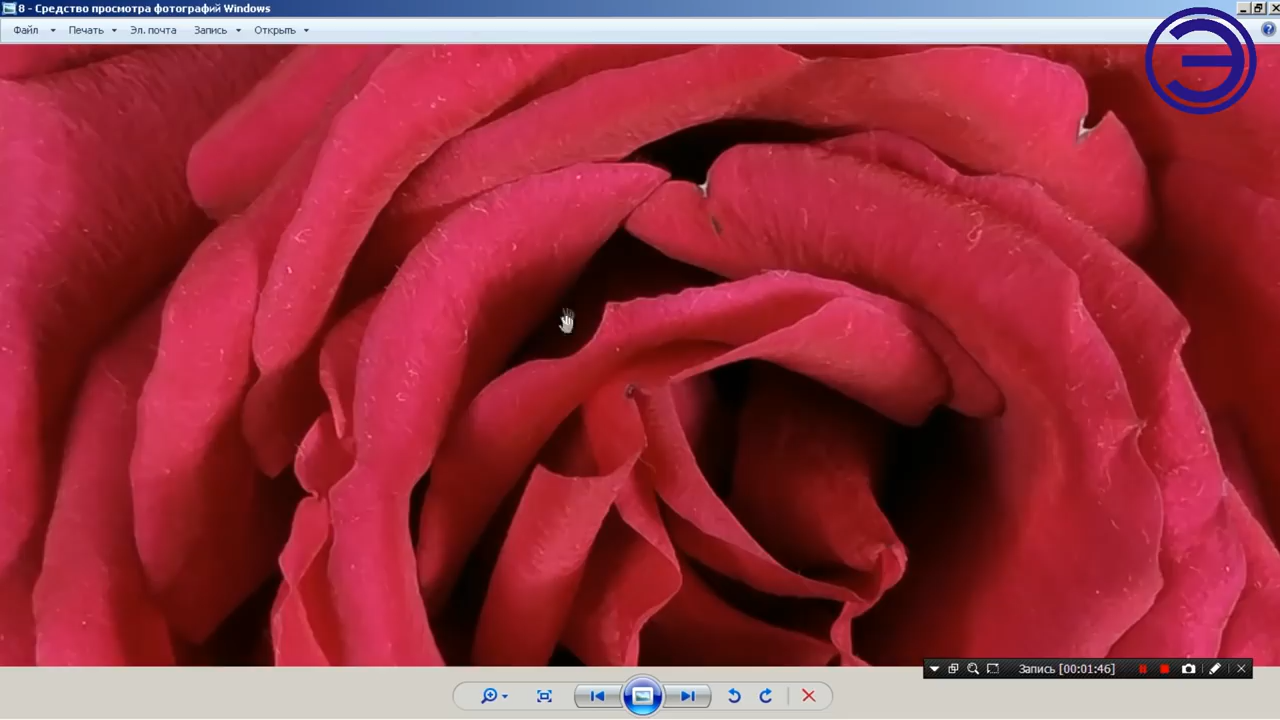 8 - Средство просмотра фотографий Windows
Файл Печать Эл. почта Запись Открыть
Э
Запись [00:01:46]